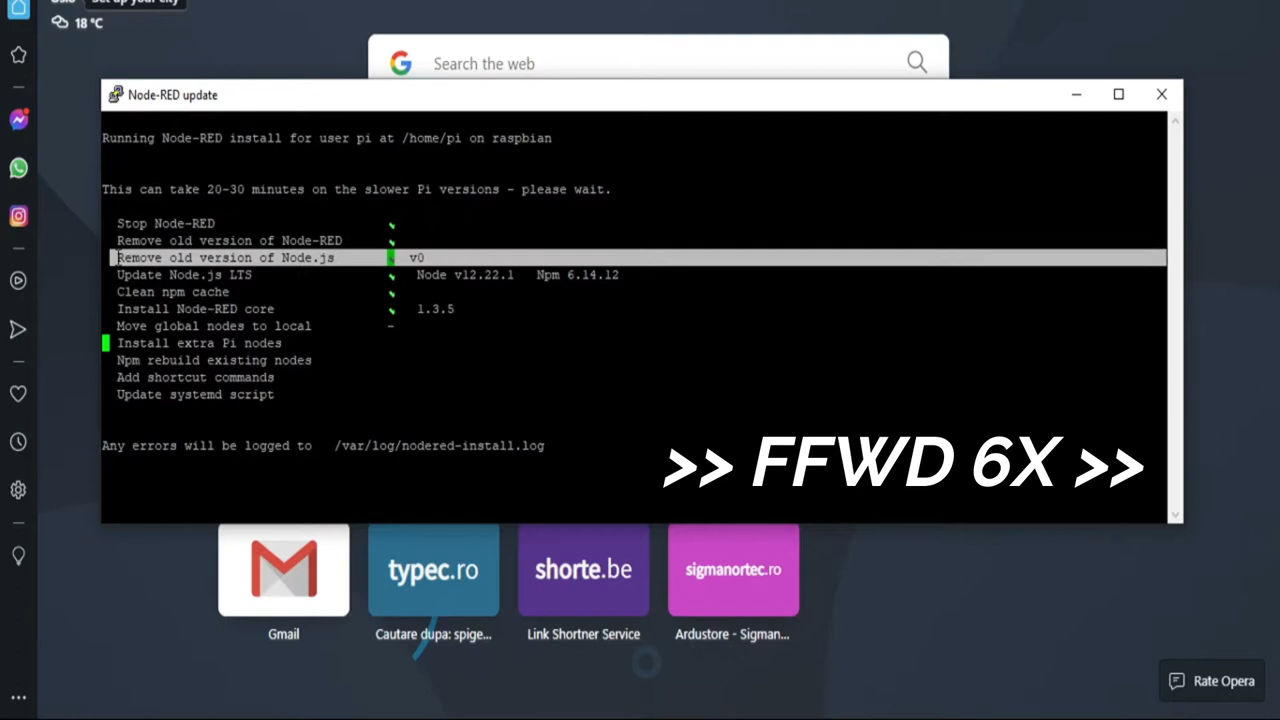 Set up your city
18 °C
Search the web
Node-RED update
Running Node-RED install for user pi at /home/pi on raspbian
This can take 20-30 minutes on the slower Pi versions - please wait.
Stop Node-RED ✔
Remove old version of Node-RED ✔
Remove old version of Node.js ✔ v0
Update Node.js LTS ✔ Node v12.22.1 Npm 6.14.12
Clean npm cache ✔
Install Node-RED core ✔ 1.3.5
Move global nodes to local -
Install extra Pi nodes
Npm rebuild existing nodes
Add shortcut commands
Update systemd script
Any errors will be logged to /var/log/nodered-install.log
>> FFWD 6X >>
typec.ro
shorte.be
sigmanortec.ro
Gmail
Cautare dupa: spige...
Link Shortner Service
Ardustore - Sigman...
Rate Opera